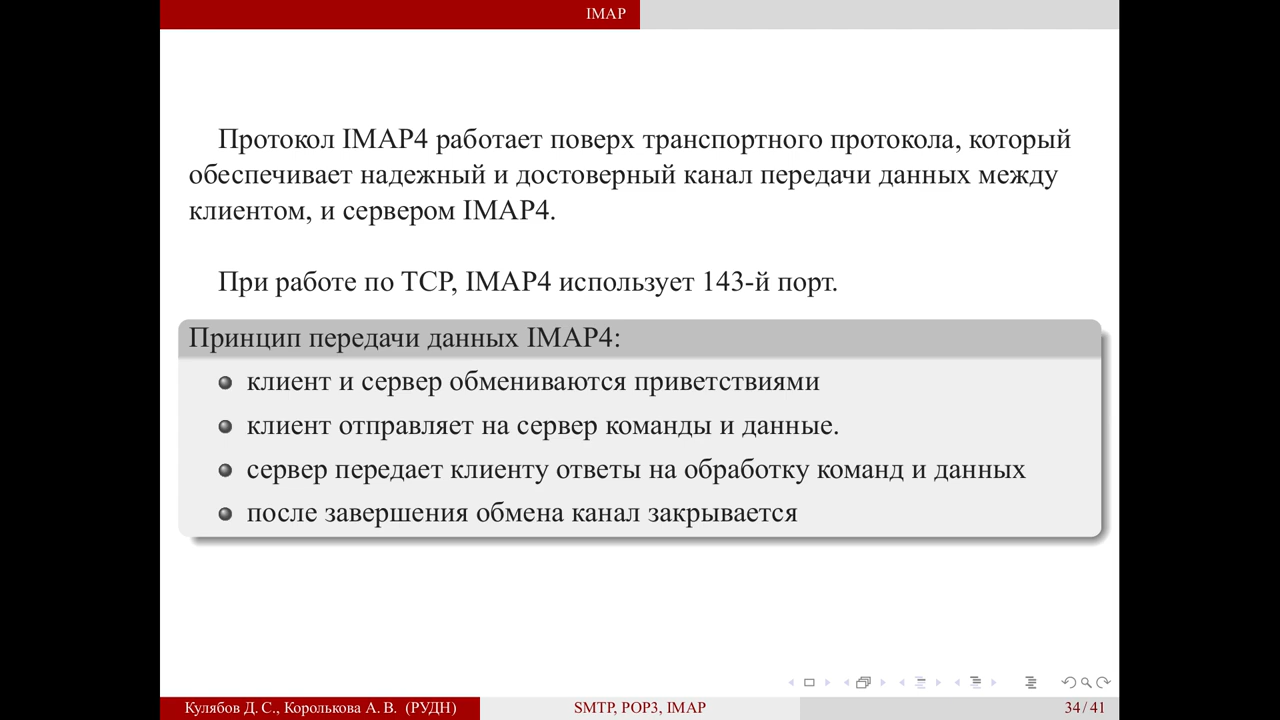 IMAP
Протокол IMAP4 работает поверх транспортного протокола, который
обеспечивает надежный и достоверный канал передачи данных между
клиентом, и сервером IMAP4.
При работе по TCP, IMAP4 использует 143-й порт.
Принцип передачи данных IMAP4:
клиент и сервер обмениваются приветствиями
клиент отправляет на сервер команды и данные.
сервер передает клиенту ответы на обработку команд и данных
после завершения обмена канал закрывается
Кулябов Д. С., Королькова А. В. (РУДН)
SMTP, POP3, IMAP
34 / 41